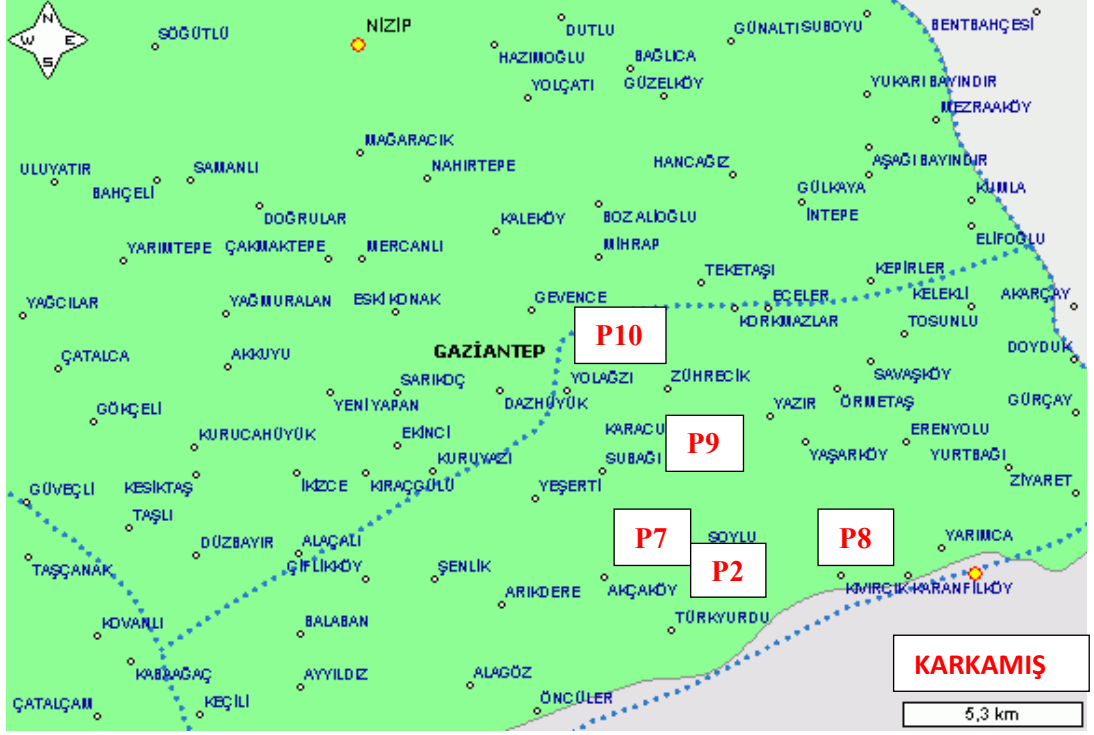 N
W E
S
SÖĞÜTLÜ
NİZİP
DUTLU
GÜNALTI
SUBOYU
BENTBAHÇESİ
HAZIMOĞLU
BAĞLICA
YOLÇATI
GÜZELKÖY
YUKARI BAYINDIR
MEZRAAKÖY
MAĞARACIK
ULUYATIR
SAMANLI
NAHIRTEPE
HANCAĞIZ
AŞAĞI BAYINDIR
BAHÇELİ
GÜLKAYA
KUMLA
DOĞRULAR
KALEKÖY
BOZALİOĞLU
İNTEPE
YARIMTEPE
ÇAKMAKTEPE
MERCANLI
MİHRAP
ELİFOĞLU
TEKETAŞI
KEPİRLER
YAĞCILAR
YAĞMURALAN
ESKİ KONAK
GEVENCE
ECELER
KELEKLİ
AKARÇAY
KORKMAZLAR
TOSUNLU
P10
ÇATALCA
AKKUYU
GAZİANTEP
DOYDUK
SARIKOÇ
YOLAĞZI
ZÜHRECİK
SAVAŞKÖY
GÖKÇELİ
YENİYAPAN
DAZHÜYÜK
YAZIR
ÖRMETAŞ
GÜRÇAY
KURUCAHÜYÜK
EKİNCİ
KARACU
P9
ERENYOLU
KURUYAZI
SUBAĞI
YAŞARKÖY
YURTBAĞI
GÜVEÇLİ
KESİKTAŞ
İKİZCE
KIRAÇGÜLÜ
YEŞERTİ
ZİYARET
TAŞLI
DÜZBAYIR
ALAÇALI
P7
SOYLU
P8
YARIMCA
TAŞÇANAK
ÇİFLİKKÖY
ŞENLİK
P2
ARIKDERE
AKÇAKÖY
KIVIRCIK
KARANFİLKÖY
KOVANLI
BALABAN
TÜRKYURDU
KABAAĞAÇ
AYYILDIZ
ALAGÖZ
KARKAMIŞ
ÇATALÇAM
KEÇİLİ
ÖNCÜLER
5,3 km